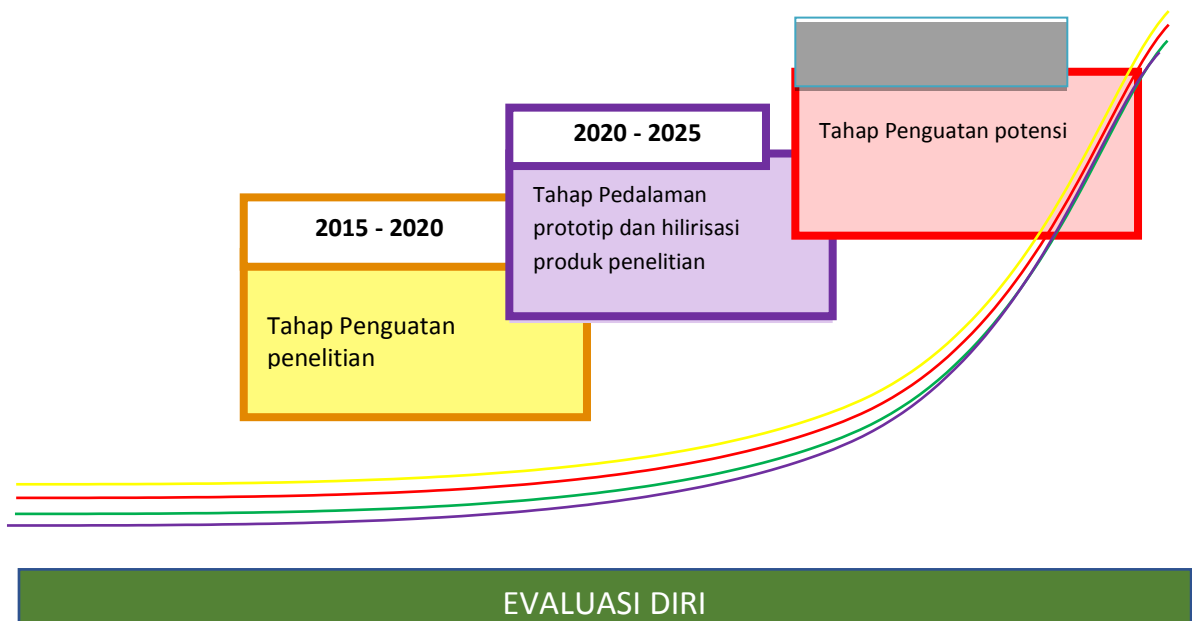 2015 - 2020
Tahap Penguatan
penelitian
2020 - 2025
Tahap Pedalaman
prototip dan hilirisasi
produk penelitian
Tahap Penguatan potensi
EVALUASI DIRI